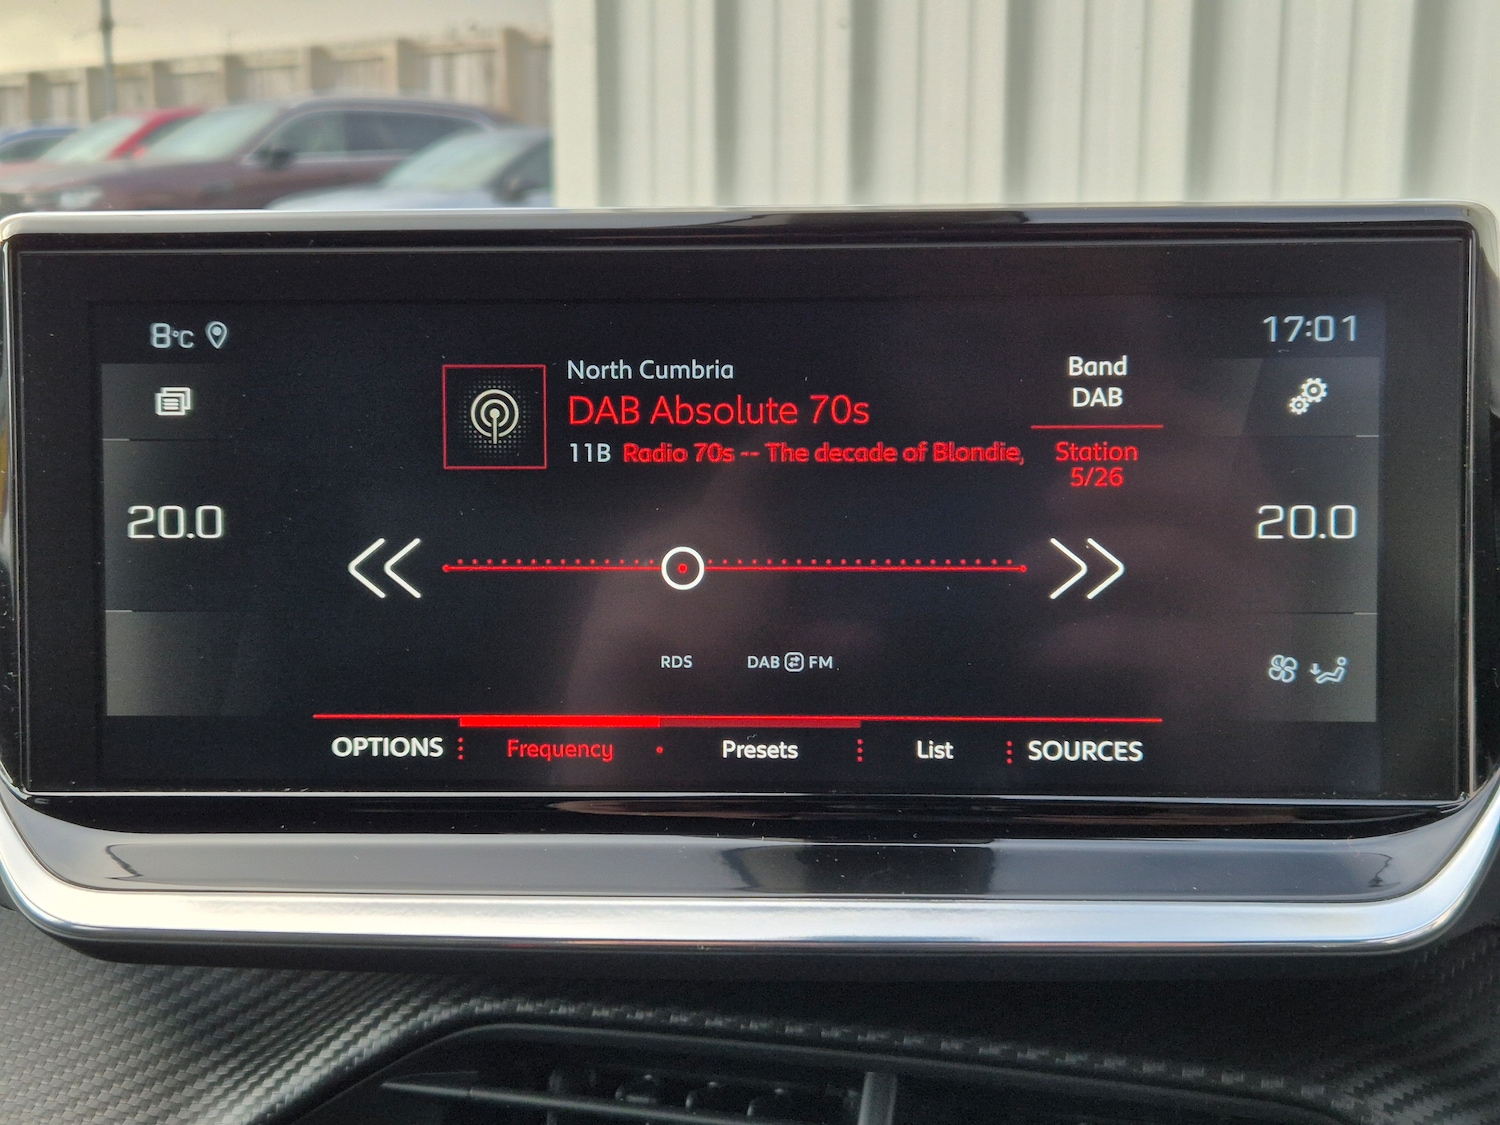 8°C
17:01
North Cumbria
DAB Absolute 70s
11B Radio 70s -- The decade of Blondie,
Band
DAB
Station
5/26
20.0
20.0
RDS
DAB FM
OPTIONS Frequency Presets List SOURCES